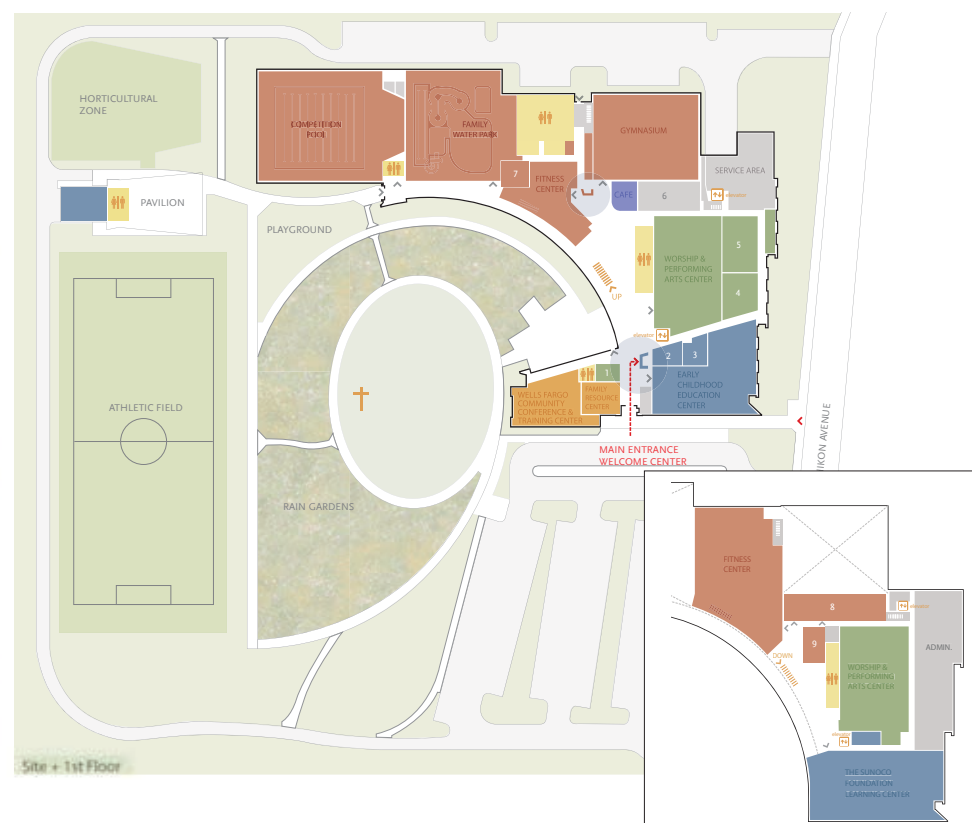 HORTICULTURAL
ZONE
COMPETITION
POOL
FAMILY
WATER PARK
GYMNASIUM
SERVICE AREA
7
FITNESS
CENTER
CAFE
6
elevator
PAVILION
PLAYGROUND
WORSHIP &
PERFORMING
ARTS CENTER
5
4
UP
elevator
2
3
1
EARLY
CHILDHOOD
EDUCATION
CENTER
WELLS FARGO
COMMUNITY
CONFERENCE &
TRAINING CENTER
FAMILY
RESOURCE
CENTER
ATHLETIC FIELD
MAIN ENTRANCE
WELCOME CENTER
RAIN GARDENS
IKON AVENUE
FITNESS
CENTER
8
elevator
9
ADMIN.
DOWN
WORSHIP &
PERFORMING
ARTS CENTER
elevator
THE SUNOCO
FOUNDATION
LEARNING CENTER
Site + 1st Floor